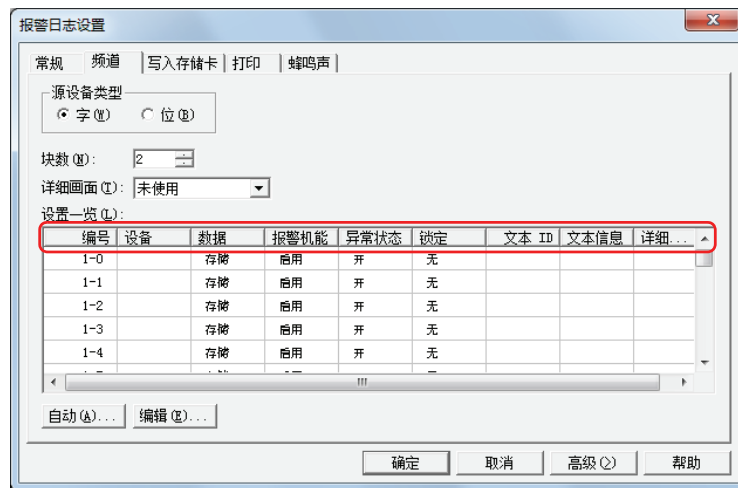 报警日志设置
常规 频道 写入存储卡 打印 蜂鸣声
源设备类型
字(W) 位(B)
块数(N): 2
详细画面(T): 未使用
设置一览(L):
编号 设备 数据 报警机能 异常状态 锁定 文本 ID 文本信息 详细...
1-0 存储 启用 开 无
1-1 存储 启用 开 无
1-2 存储 启用 开 无
1-3 存储 启用 开 无
1-4 存储 启用 开 无
自动(A)... 编辑(E)...
确定 取消 高级(>) 帮助